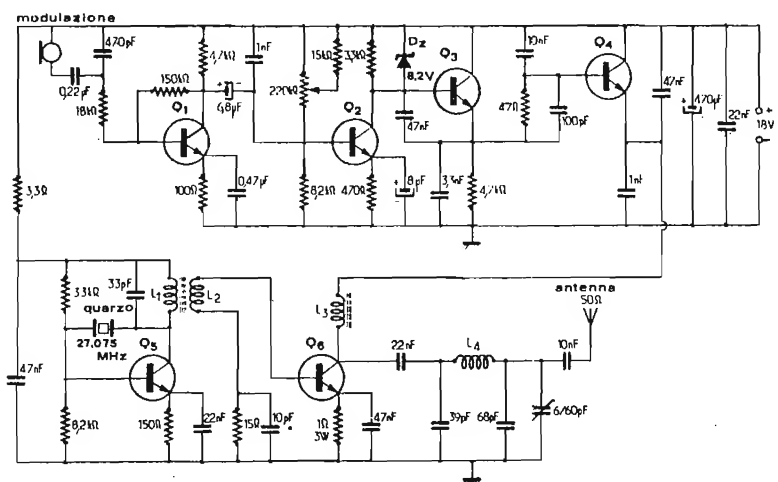 modulazione
470pF
0,22µF
18kΩ
150kΩ
4,7kΩ
1nF
6,8µF
Q1
100Ω
0,47µF
220kΩ
15kΩ
33kΩ
DZ
8,2V
Q3
Q2
47nF
8,2kΩ
470Ω
8µF
3,3nF
4,7kΩ
10nF
Q4
47Ω
100pF
1nF
47nF
470µF
22nF
18V
3,3Ω
33kΩ
33pF
quarzo
27,075
MHz
L1
L2
Q5
47nF
8,2kΩ
150Ω
22nF
15Ω
10pF
L3
Q6
1Ω
3W
47nF
22nF
L4
39pF
68pF
6/60pF
10nF
antenna
50Ω